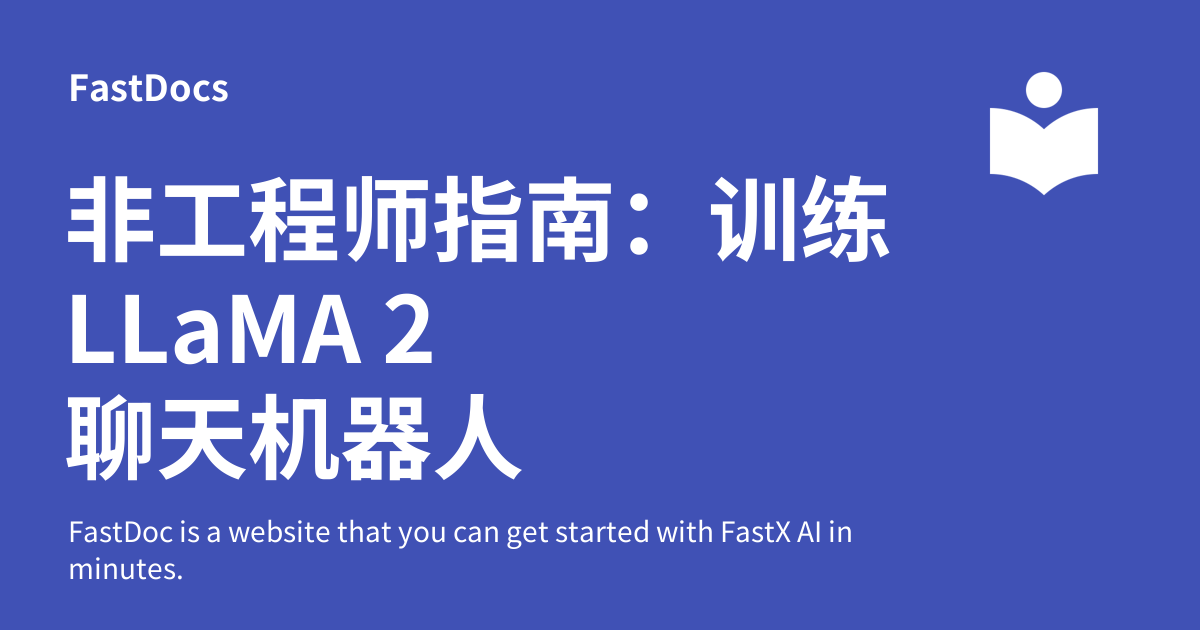 FastDocs
非工程师指南：训练
LLaMA 2
聊天机器人
FastDoc is a website that you can get started with FastX AI in
minutes.